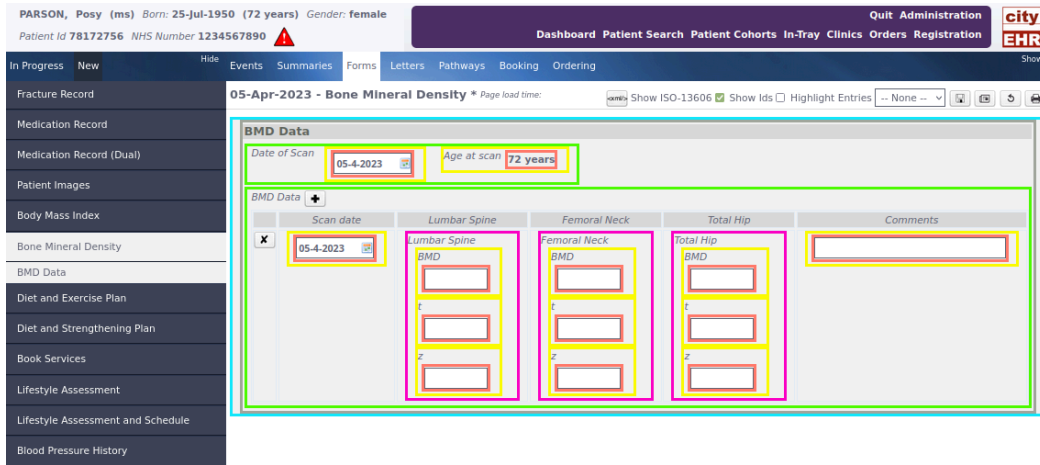 PARSON, Posy (ms) Born: 25-Jul-1950 (72 years) Gender: female
Patient Id 78172756 NHS Number 1234567890
Quit Administration
Dashboard Patient Search Patient Cohorts In-Tray Clinics Orders Registration
city
EHR
In Progress New Hide Events Summaries Forms Letters Pathways Booking Ordering Show
Fracture Record
Medication Record
Medication Record (Dual)
Patient Images
Body Mass Index
Bone Mineral Density
BMD Data
Diet and Exercise Plan
Diet and Strengthening Plan
Book Services
Lifestyle Assessment
Lifestyle Assessment and Schedule
Blood Pressure History
05-Apr-2023 - Bone Mineral Density * Page load time:
<xml/> Show ISO-13606 Show Ids Highlight Entries -- None --
BMD Data
Date of Scan 05-4-2023 Age at scan 72 years
BMD Data
Scan date Lumbar Spine Femoral Neck Total Hip Comments
X 05-4-2023 Lumbar Spine Femoral Neck Total Hip
BMD BMD BMD
t t t
z z z